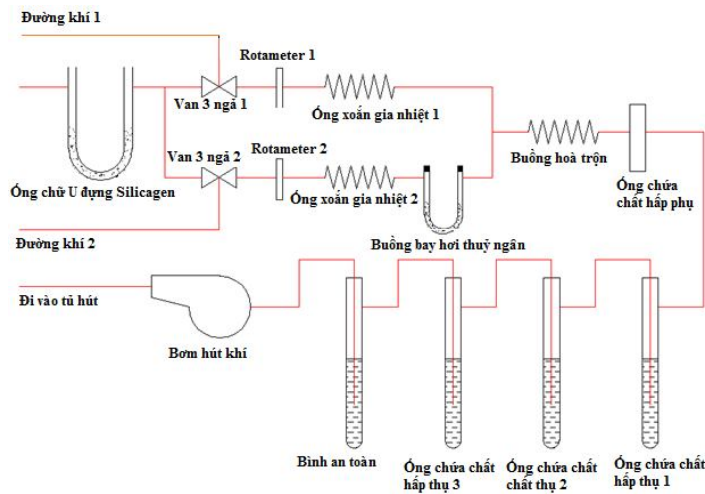 Đường khí 1
Rotameter 1
Van 3 ngả 1
Ống xoắn gia nhiệt 1
Van 3 ngả 2
Rotameter 2
Buồng hoà trộn
Ống chứa
chất hấp phụ
Ống chữ U đựng Silicagen
Ống xoắn gia nhiệt 2
Đường khí 2
Buồng bay hơi thuỷ ngân
Đi vào tủ hút
Bơm hút khí
Bình an toàn
Ống chứa chất
hấp thụ 3
Ống chứa chất
chất thụ 2
Ống chứa chất
hấp thụ 1